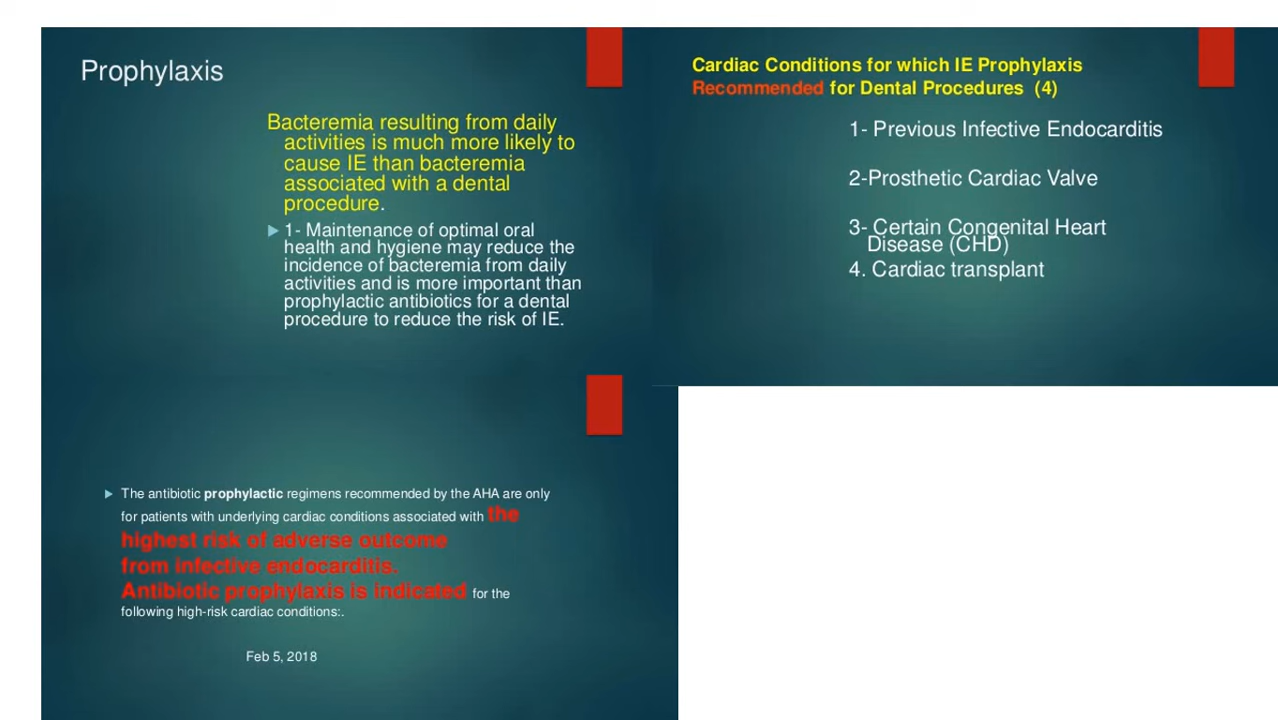 Prophylaxis
Bacteremia resulting from daily
activities is much more likely to
cause IE than bacteremia
associated with a dental
procedure.
1- Maintenance of optimal oral
health and hygiene may reduce the
incidence of bacteremia from daily
activities and is more important than
prophylactic antibiotics for a dental
procedure to reduce the risk of IE.
Cardiac Conditions for which IE Prophylaxis
Recommended for Dental Procedures (4)
1- Previous Infective Endocarditis
2-Prosthetic Cardiac Valve
3- Certain Congenital Heart
Disease (CHD)
4. Cardiac transplant
The antibiotic prophylactic regimens recommended by the AHA are only
for patients with underlying cardiac conditions associated with the
highest risk of adverse outcome
from infective endocarditis.
Antibiotic prophylaxis is indicated for the
following high-risk cardiac conditions:.
Feb 5, 2018